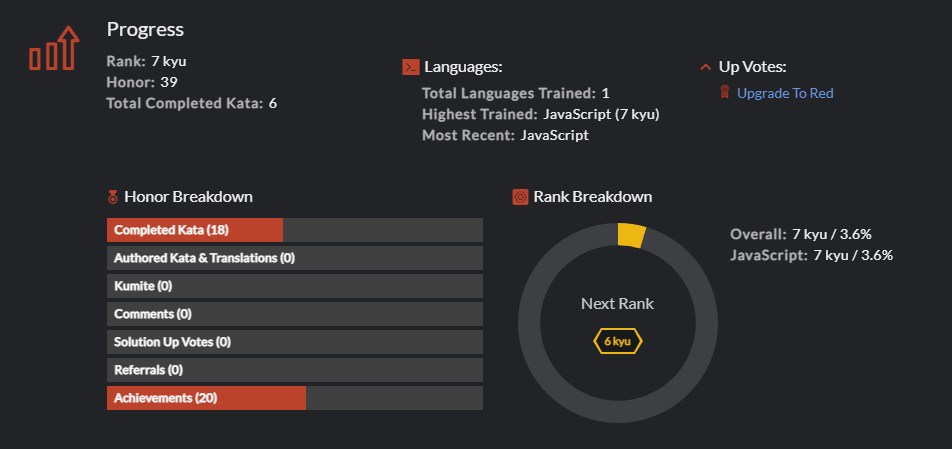 Progress
Rank: 7 kyu
Honor: 39
Total Completed Kata: 6
Languages:
Total Languages Trained: 1
Highest Trained: JavaScript (7 kyu)
Most Recent: JavaScript
Up Votes:
Upgrade To Red
Honor Breakdown
Completed Kata (18)
Authored Kata & Translations (0)
Kumite (0)
Comments (0)
Solution Up Votes (0)
Referrals (0)
Achievements (20)
Rank Breakdown
Next Rank
6 kyu
Overall: 7 kyu / 3.6%
JavaScript: 7 kyu / 3.6%